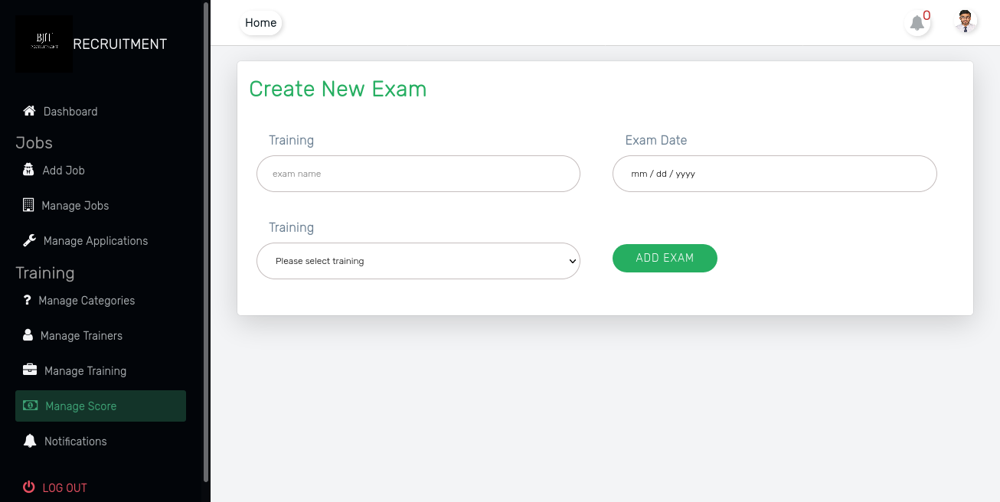 BJIT
RECRUITMENT
RECRUITMENT
Dashboard
Jobs
Add Job
Manage Jobs
Manage Applications
Training
Manage Categories
Manage Trainers
Manage Training
Manage Score
Notifications
LOG OUT
Home
0
Create New Exam
Training
Exam Date
exam name
mm / dd / yyyy
Training
Please select training
ADD EXAM